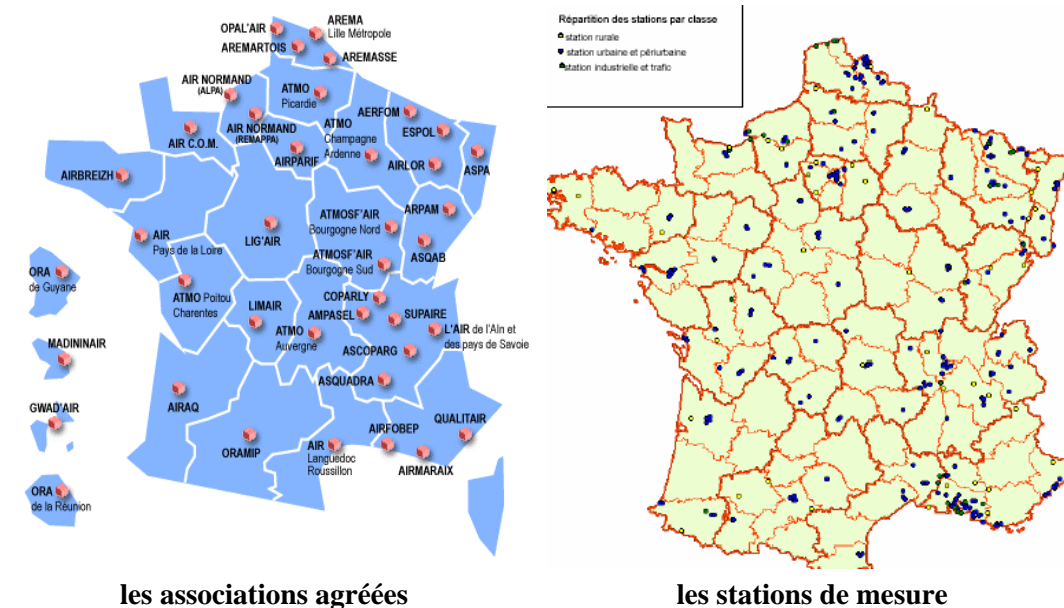 OPAL'AIR
AREMA
Lille Métropole
AREMARTOIS
AREMASSE
AIR NORMAND
(ALPA)
ATMO
Picardie
AIR NORMAND
(REMAPPA)
AIR C.O.M.
AIRPARIF
ATMO
Champagne
Ardenne
AERFOM
ESPOL
AIRLOR
ASPA
AIRBREIZH
ARPAM
AIR
Pays de la Loire
LIG'AIR
ATMOSF'AIR
Bourgogne Nord
ASQAB
ATMOSF'AIR
Bourgogne Sud
ORA
de Guyane
ATMO Poitou
Charentes
LIMAIR
COPARLY
AMPASEL
SUPAIRE
L'AIR de l'Aln et
des pays de Savoie
ATMO
Auvergne
ASCOPARG
MADININAIR
ASQUADRA
AIRAQ
GWAD'AIR
ORAMIP
AIR
Languedoc
Roussillon
AIRFOBEP
QUALITAIR
AIRMARAIX
ORA
de la Réunion
les associations agréées
Répartition des stations par classe
station rurale
station urbaine et périurbaine
station industrielle et trafic
les stations de mesure